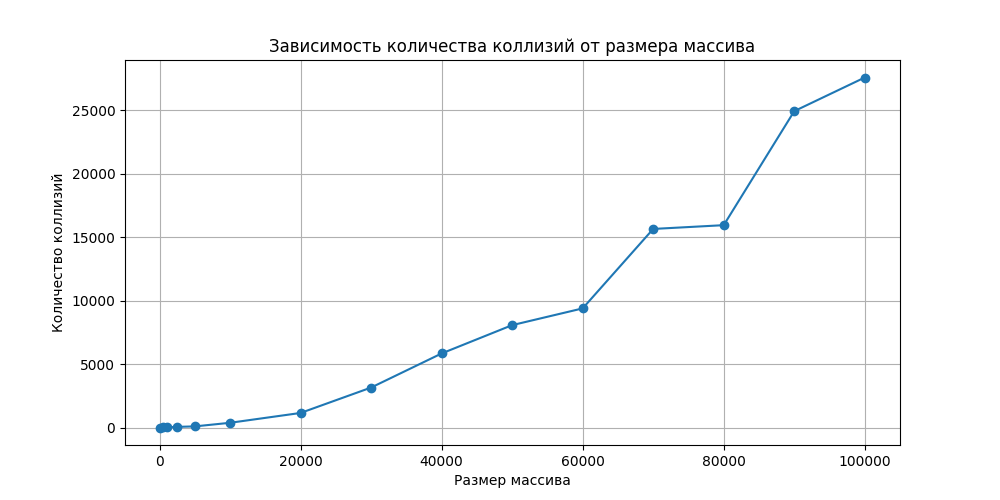 Зависимость количества коллизий от размера массива
Количество коллизий
25000
20000
15000
10000
5000
0
0 20000 40000 60000 80000 100000
Размер массива